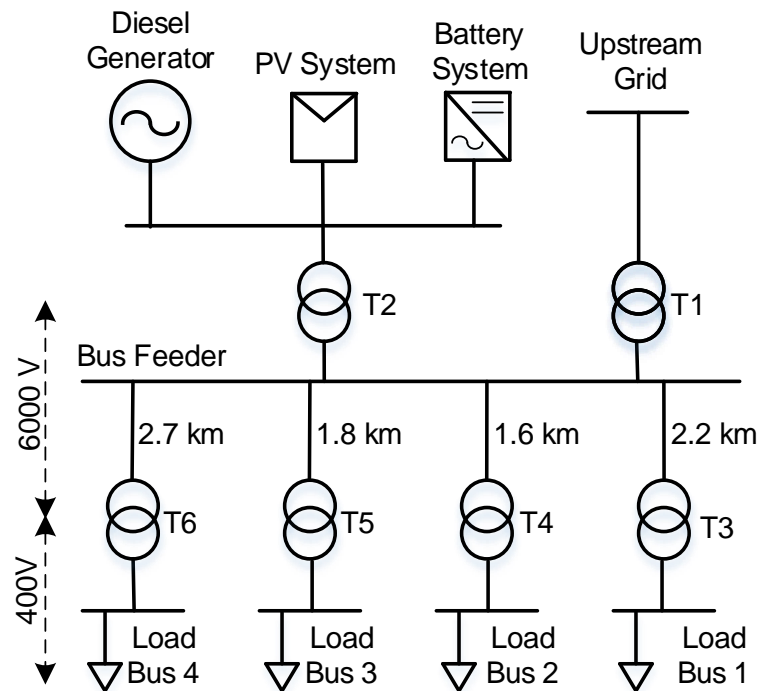 Diesel
Generator
PV System
Battery
System
Upstream
Grid
T2
T1
Bus Feeder
6000 V
2.7 km
1.8 km
1.6 km
2.2 km
T6
T5
T4
T3
400V
Load
Bus 4
Load
Bus 3
Load
Bus 2
Load
Bus 1